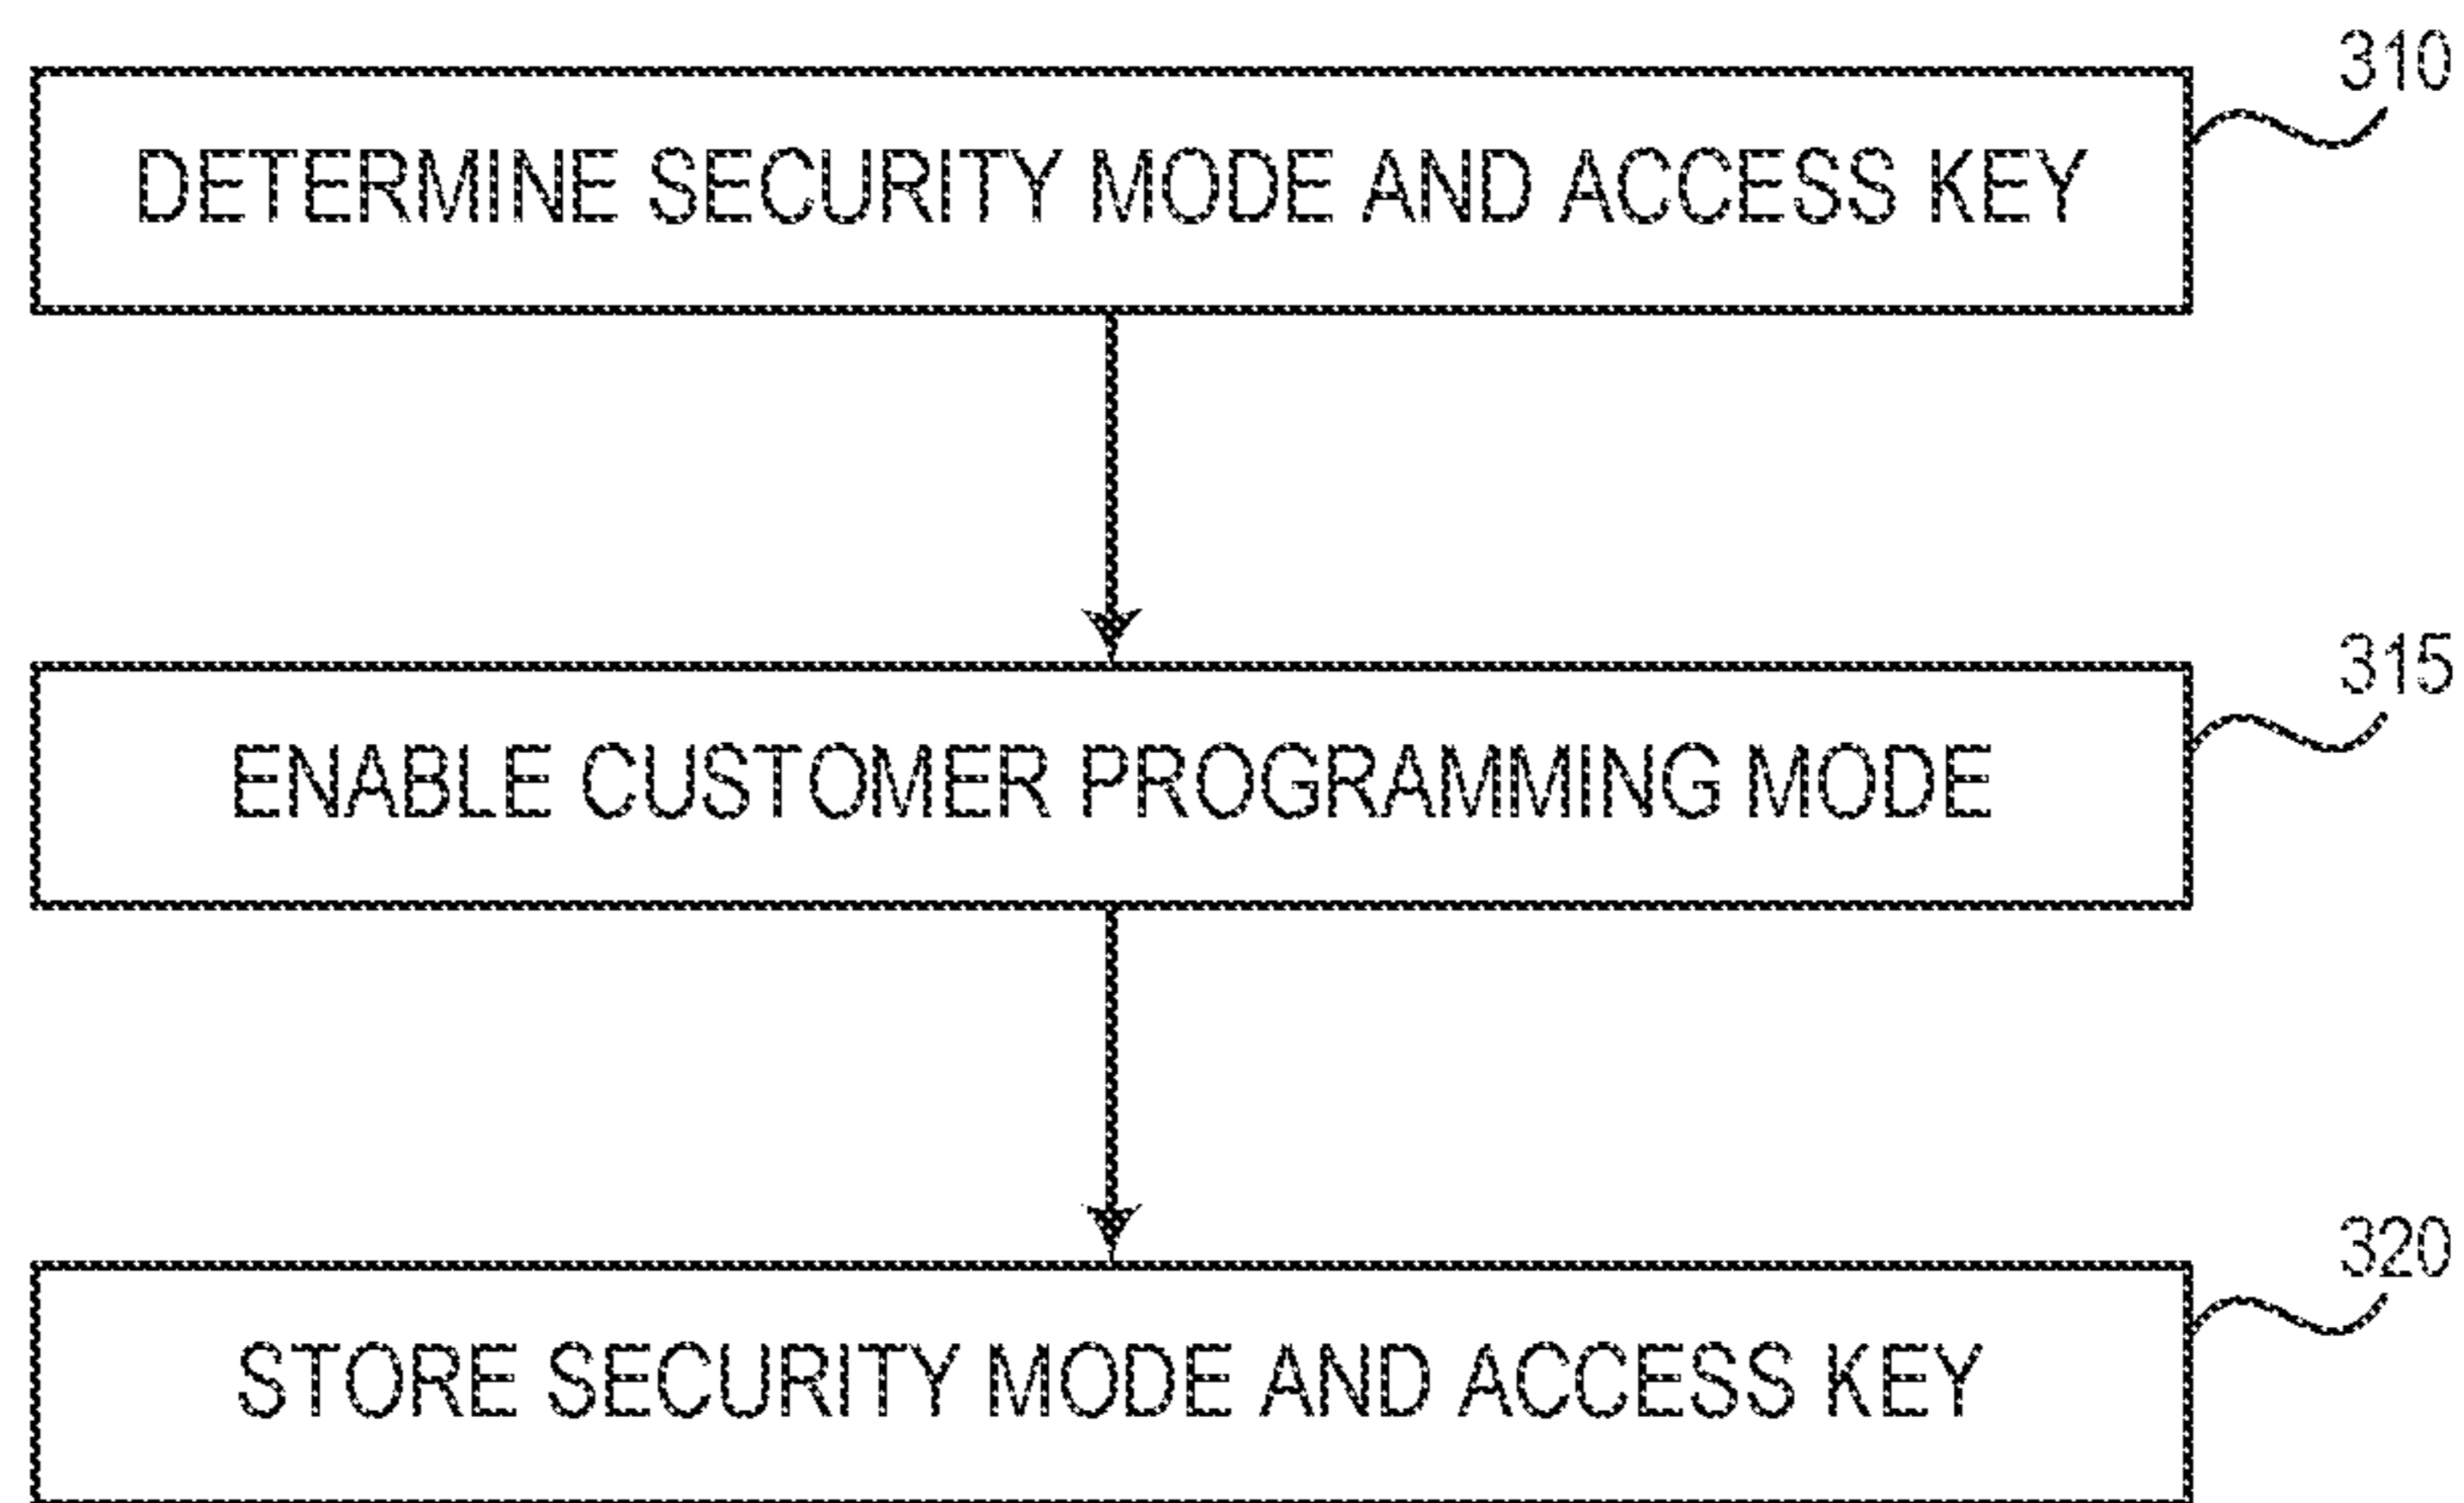 310
DETERMINE SECURITY MODE AND ACCESS KEY
315
ENABLE CUSTOMER PROGRAMMING MODE
320
STORE SECURITY MODE AND ACCESS KEY